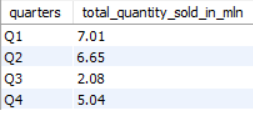 quarters total_quantity_sold_in_mln
Q1 7.01
Q2 6.65
Q3 2.08
Q4 5.04